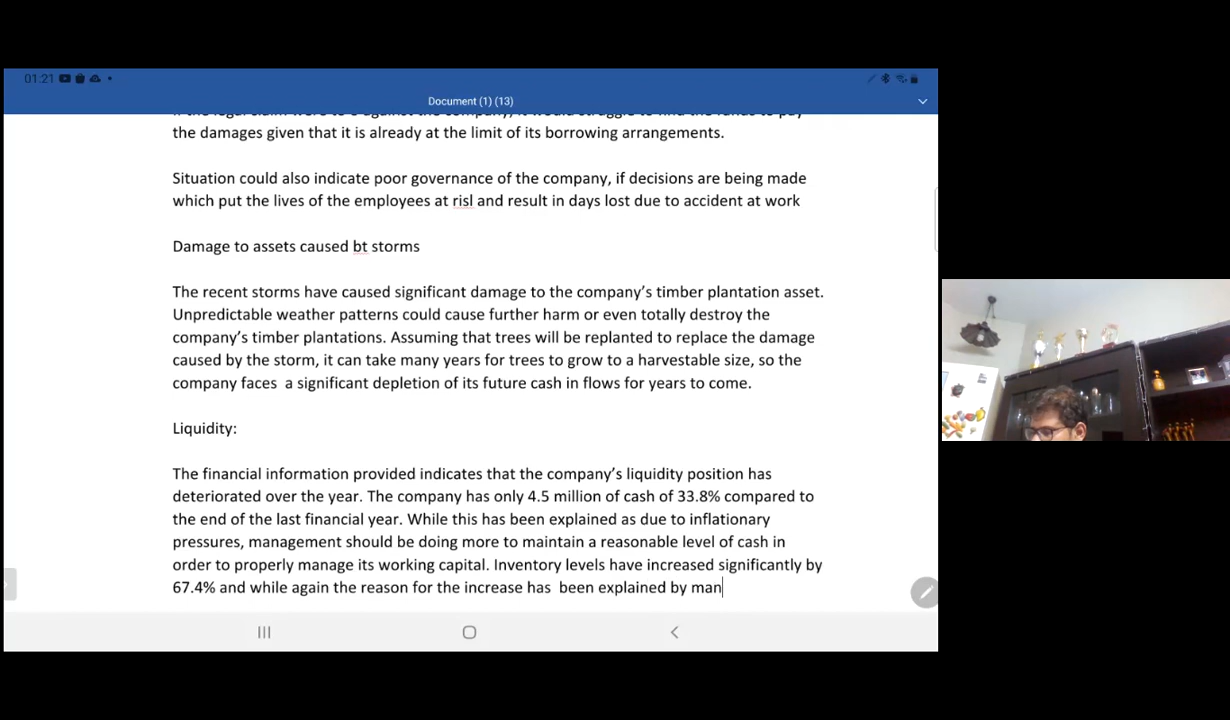 01:21
Document (1) (13)
the damages given that it is already at the limit of its borrowing arrangements.
Situation could also indicate poor governance of the company, if decisions are being made
which put the lives of the employees at risl and result in days lost due to accident at work
Damage to assets caused bt storms
The recent storms have caused significant damage to the company's timber plantation asset.
Unpredictable weather patterns could cause further harm or even totally destroy the
company's timber plantations. Assuming that trees will be replanted to replace the damage
caused by the storm, it can take many years for trees to grow to a harvestable size, so the
company faces  a significant depletion of its future cash in flows for years to come.
Liquidity:
The financial information provided indicates that the company's liquidity position has
deteriorated over the year. The company has only 4.5 million of cash of 33.8% compared to
the end of the last financial year. While this has been explained as due to inflationary
pressures, management should be doing more to maintain a reasonable level of cash in
order to properly manage its working capital. Inventory levels have increased significantly by
67.4% and while again the reason for the increase has  been explained by man